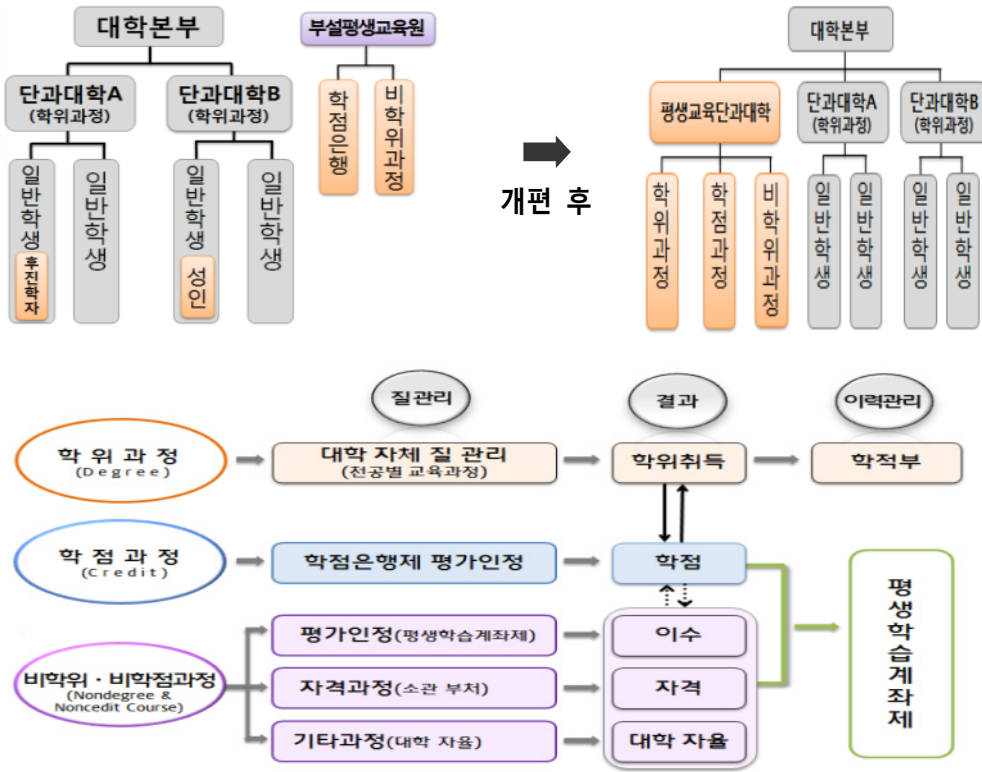 대학본부
부설평생교육원
단과대학A
(학위과정)
단과대학B
(학위과정)
학점은행
비학위과정
일반학생
후진학자
일반학생
일반학생
성인
일반학생
개편 후
대학본부
평생교육단과대학
단과대학A
(학위과정)
단과대학B
(학위과정)
학위과정
학점과정
비학위과정
일반학생
일반학생
일반학생
일반학생
질관리
결과
이력관리
학위과정
(Degree)
대학 자체 질 관리
(전공별 교육과정)
학위취득
학적부
학점과정
(Credit)
학점은행제 평가인정
학점
평생학습계좌제
비학위·비학점과정
(Nondegree &
Noncedit Course)
평가인정(평생학습계좌제)
이수
자격과정(소관 부처)
자격
기타과정(대학 자율)
대학 자율